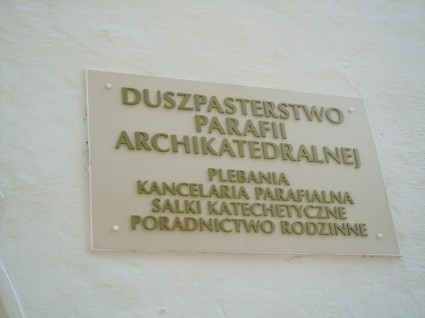 DUSZPASTERSTWO
PARAFII
ARCHIKATEDRALNEJ
PLEBANIA
KANCELARIA PARAFIALNA
SALKI KATECHETYCZNE
PORADNICTWO RODZINNE